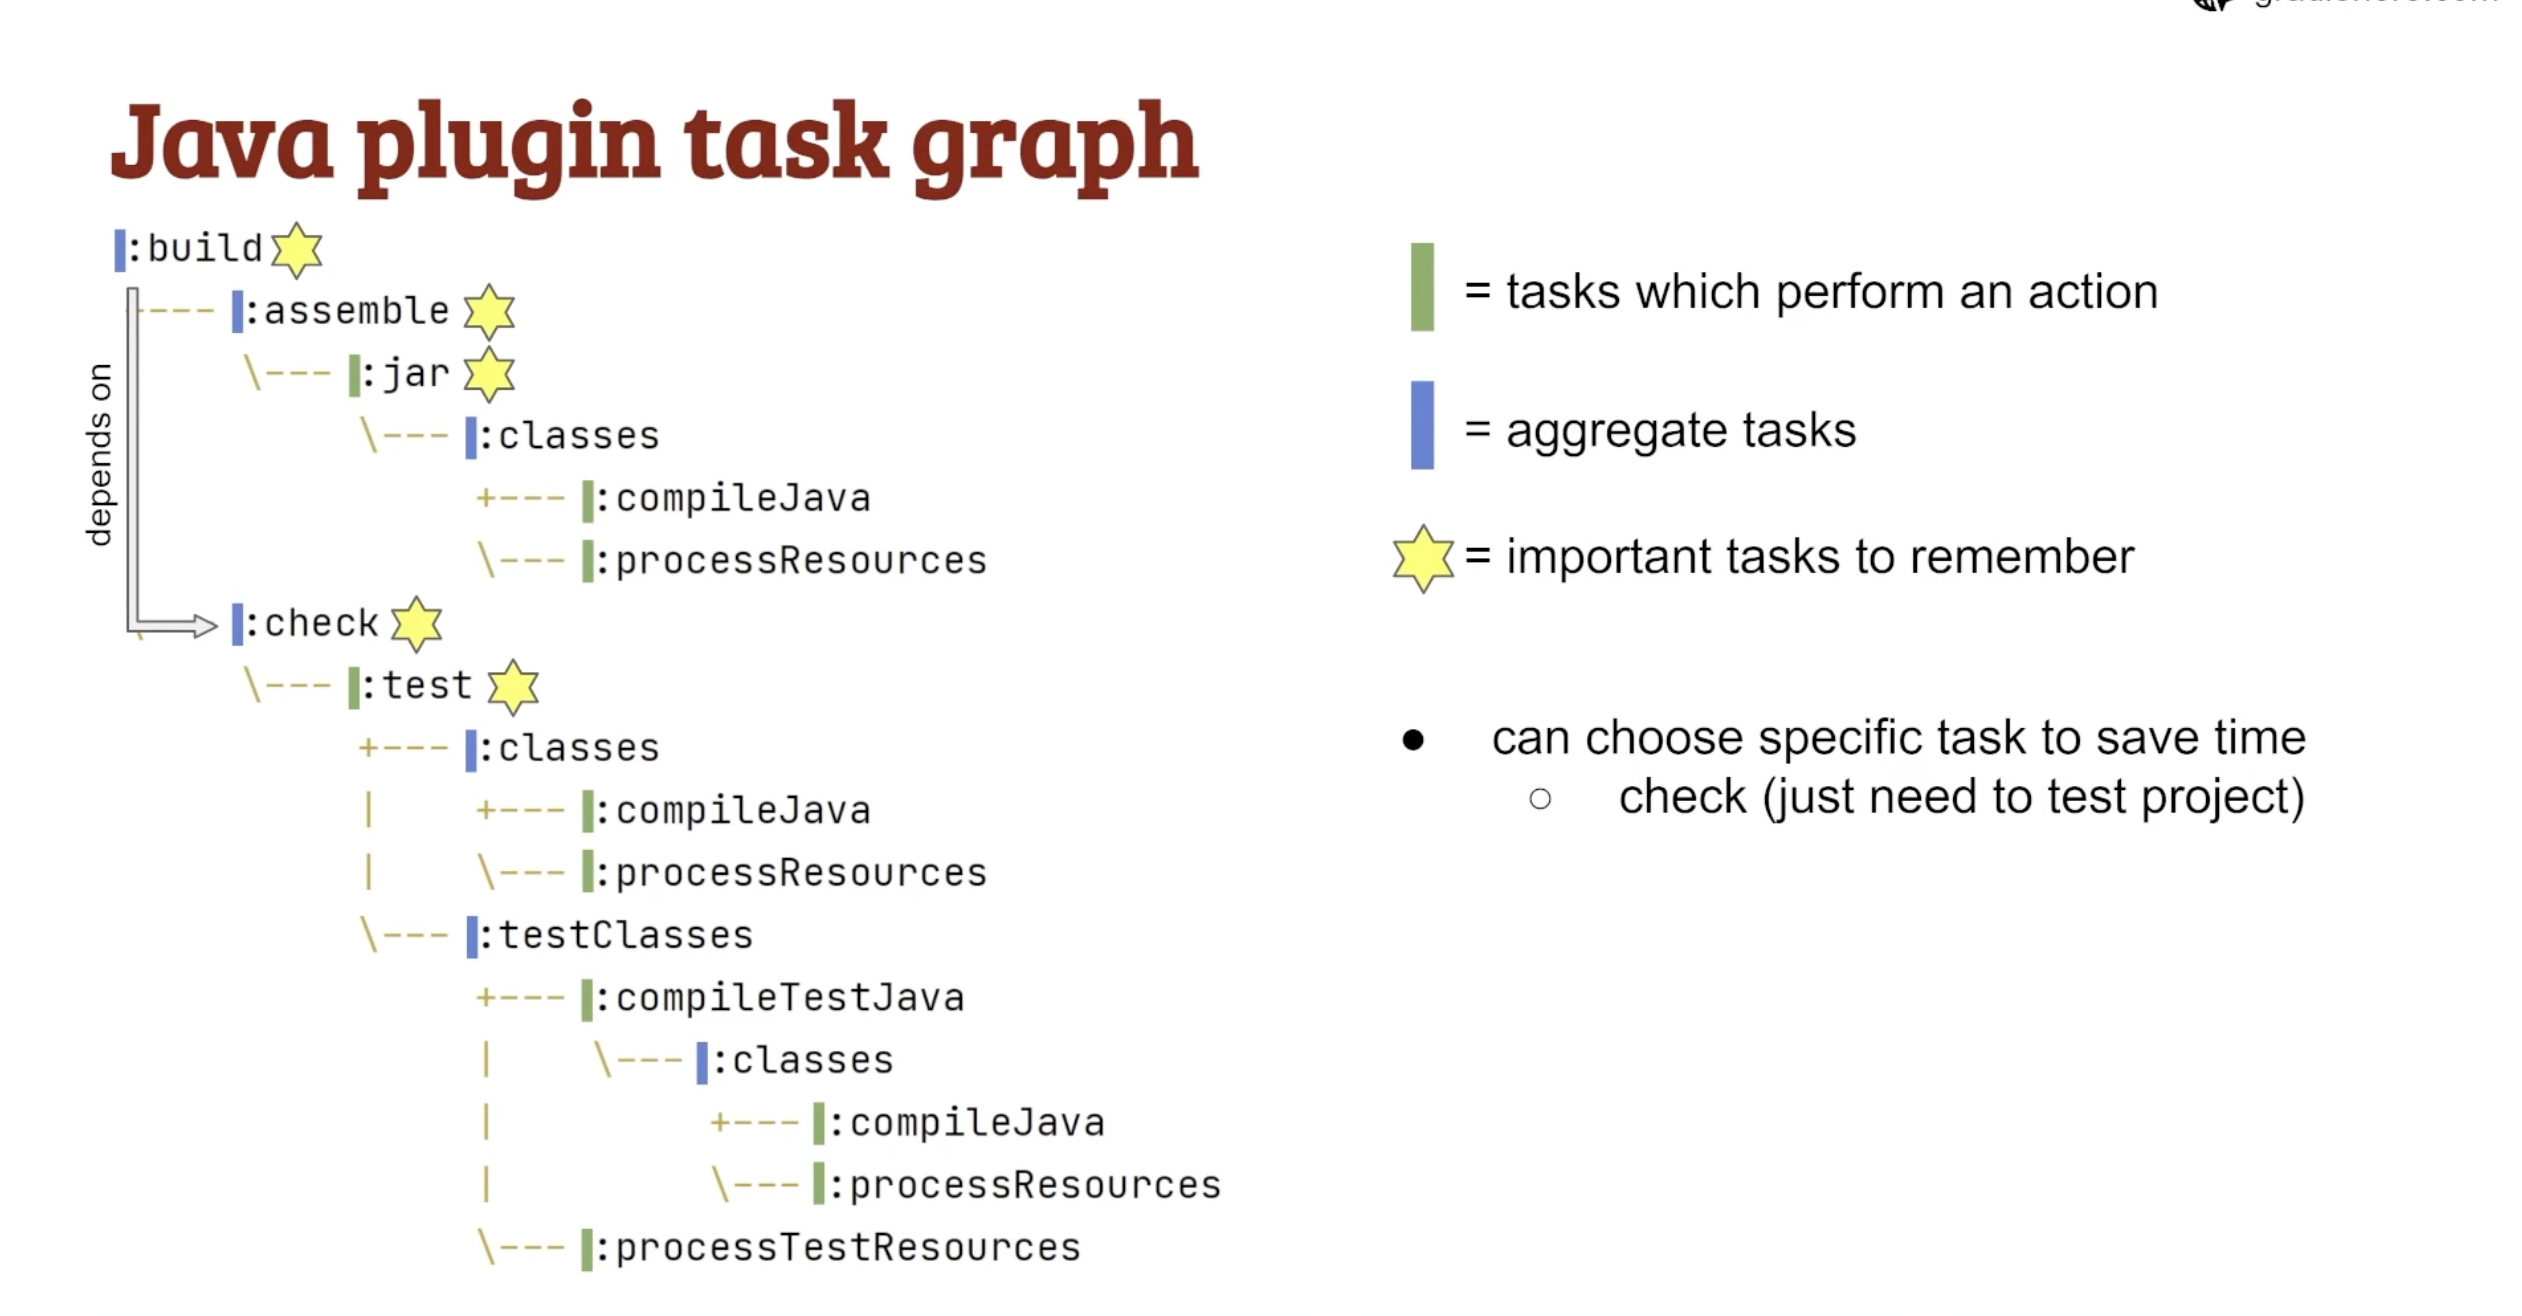 Java plugin task graph
:build
---- :assemble
\--- :jar
\--- :classes
+--- :compileJava
\--- :processResources
depends on
:check
\--- :test
+--- :classes
|    +--- :compileJava
|    \--- :processResources
\--- :testClasses
+--- :compileTestJava
|    \--- :classes
|         +--- :compileJava
|         \--- :processResources
\--- :processTestResources
= tasks which perform an action
= aggregate tasks
= important tasks to remember
● can choose specific task to save time
○ check (just need to test project)